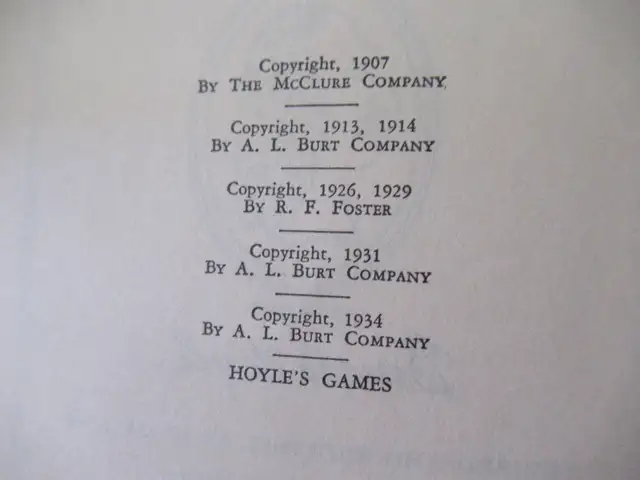 Copyright, 1907
By The McClure Company
Copyright, 1913, 1914
By A. L. Burt Company
Copyright, 1926, 1929
By R. F. Foster
Copyright, 1931
By A. L. Burt Company
Copyright, 1934
By A. L. Burt Company
HOYLE'S GAMES